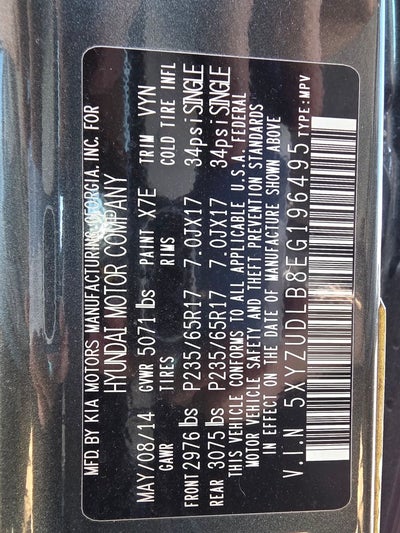 MFD. BY KIA MOTORS MANUFACTURING GEORGIA, INC. FOR
HYUNDAI MOTOR COMPANY
MAY/08/14 GVWR 5071 lbs PAINT X7E TRIM VYN
GAWR TIRES RIMS COLD TIRE INFL
FRONT 2976 lbs P235/65R17 7.0JX17 34psi SINGLE
REAR 3075 lbs P235/65R17 7.0JX17 34psi SINGLE
THIS VEHICLE CONFORMS TO ALL APPLICABLE U.S.A. FEDERAL
MOTOR VEHICLE SAFETY AND THEFT PREVENTION STANDARDS
IN EFFECT ON THE DATE OF MANUFACTURE SHOWN ABOVE
V.I.N 5XYZUDLB8EG196495 TYPE:MPV